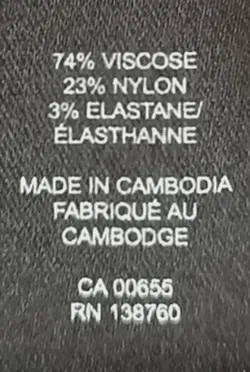 74% VISCOSE
23% NYLON
3% ELASTANE/
ÉLASTHANNE
MADE IN CAMBODIA
FABRIQUÉ AU
CAMBODGE
CA 00655
RN 138760